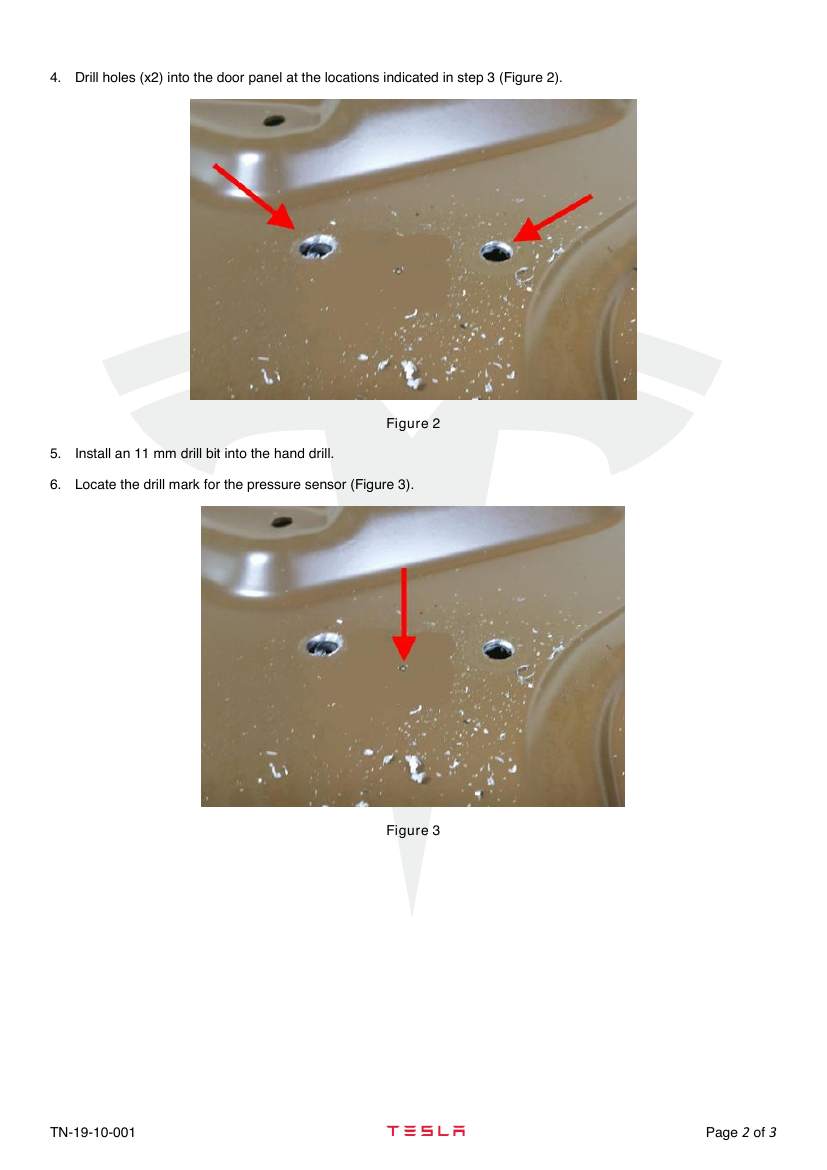 4. Drill holes (x2) into the door panel at the locations indicated in step 3 (Figure 2).
Figure 2
5. Install an 11 mm drill bit into the hand drill.
6. Locate the drill mark for the pressure sensor (Figure 3).
Figure 3
TN-19-10-001 TESLA Page 2 of 3